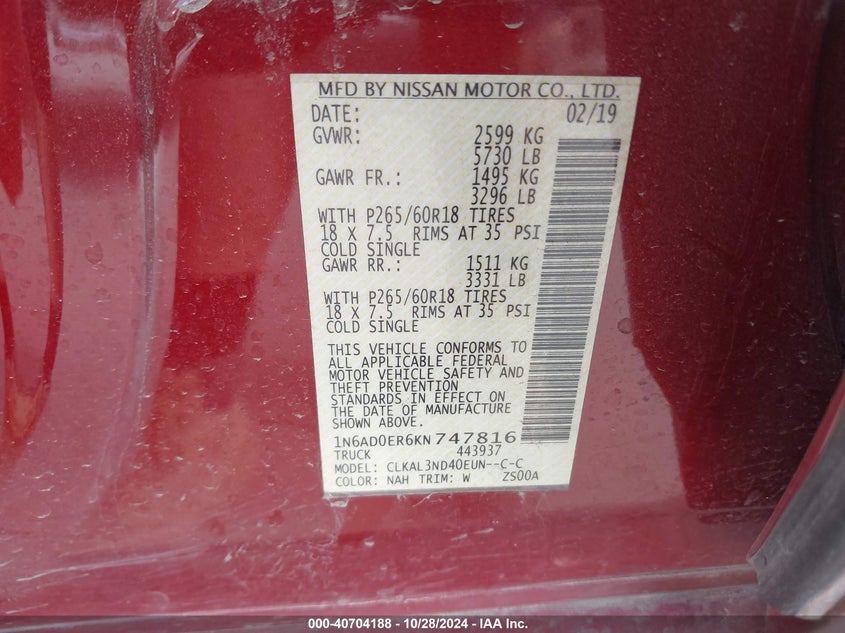 MFD BY NISSAN MOTOR CO., LTD.
DATE: 02/19
GVWR: 2599 KG
5730 LB
GAWR FR.: 1495 KG
3296 LB
WITH P265/60R18 TIRES
18 X 7.5 RIMS AT 35 PSI
COLD SINGLE
GAWR RR.: 1511 KG
3331 LB
WITH P265/60R18 TIRES
18 X 7.5 RIMS AT 35 PSI
COLD SINGLE
THIS VEHICLE CONFORMS TO
ALL APPLICABLE FEDERAL
MOTOR VEHICLE SAFETY AND
THEFT PREVENTION
STANDARDS IN EFFECT ON
THE DATE OF MANUFACTURE
SHOWN ABOVE.
1N6AD0ER6KN747816
TRUCK 443937
MODEL: CLKAL3ND40EUN--C-C
COLOR: NAH TRIM: W ZS00A
000-40704188 - 10/28/2024 - IAA Inc.